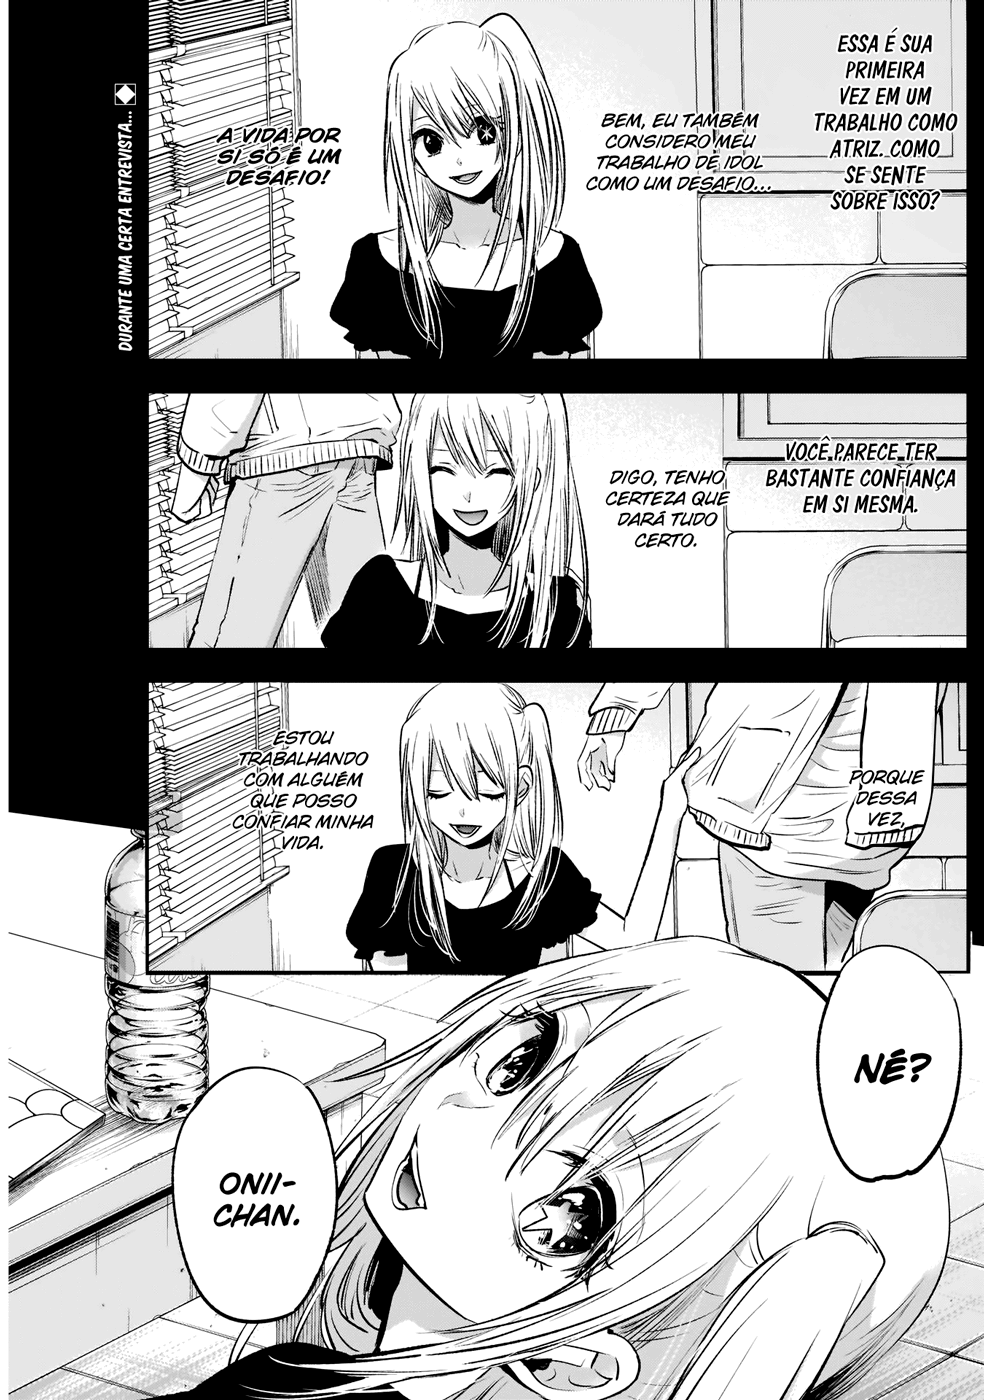 ESSA É SUA
PRIMEIRA
VEZ EM UM
TRABALHO COMO
ATRIZ. COMO
SE SENTE
SOBRE ISSO?
BEM, EU TAMBÉM
CONSIDERO MEU
TRABALHO DE IDOL
COMO UM DESAFIO...
A VIDA POR
SI SÓ É UM
DESAFIO!
DURANTE UMA CERTA ENTREVISTA...
VOCÊ PARECE TER
BASTANTE CONFIANÇA
EM SI MESMA.
DIGO, TENHO
CERTEZA QUE
DARÁ TUDO
CERTO.
PORQUE
DESSA
VEZ,
ESTOU
TRABALHANDO
COM ALGUÉM
QUE POSSO
CONFIAR MINHA
VIDA.
NÉ?
ONII-
CHAN.